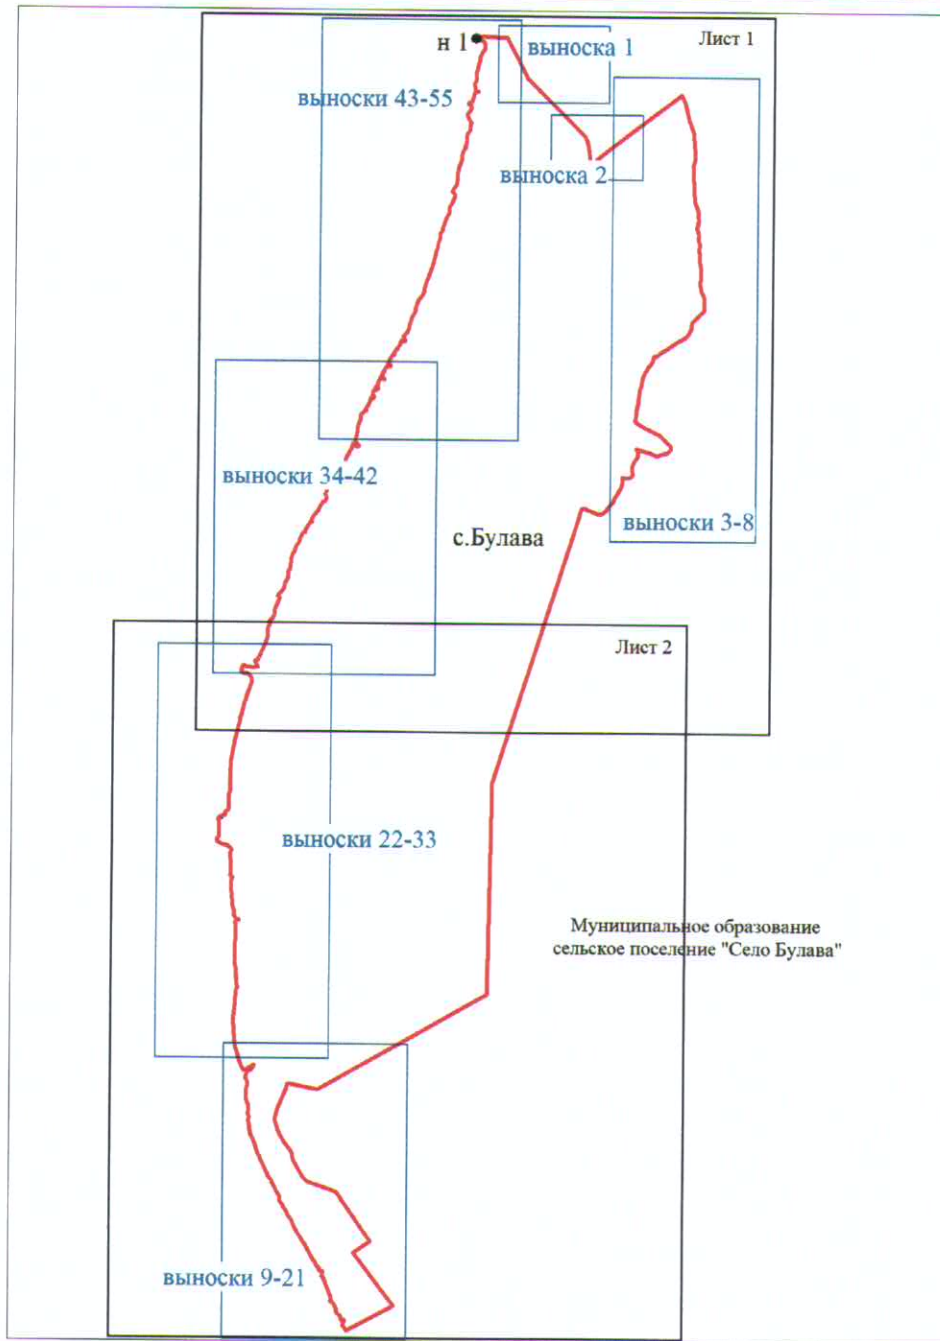 Лист 1
н 1
выноска 1
выноски 43-55
выноска 2
выноски 34-42
выноски 3-8
с.Булава
Лист 2
выноски 22-33
Муниципальное образование
сельское поселение "Село Булава"
выноски 9-21